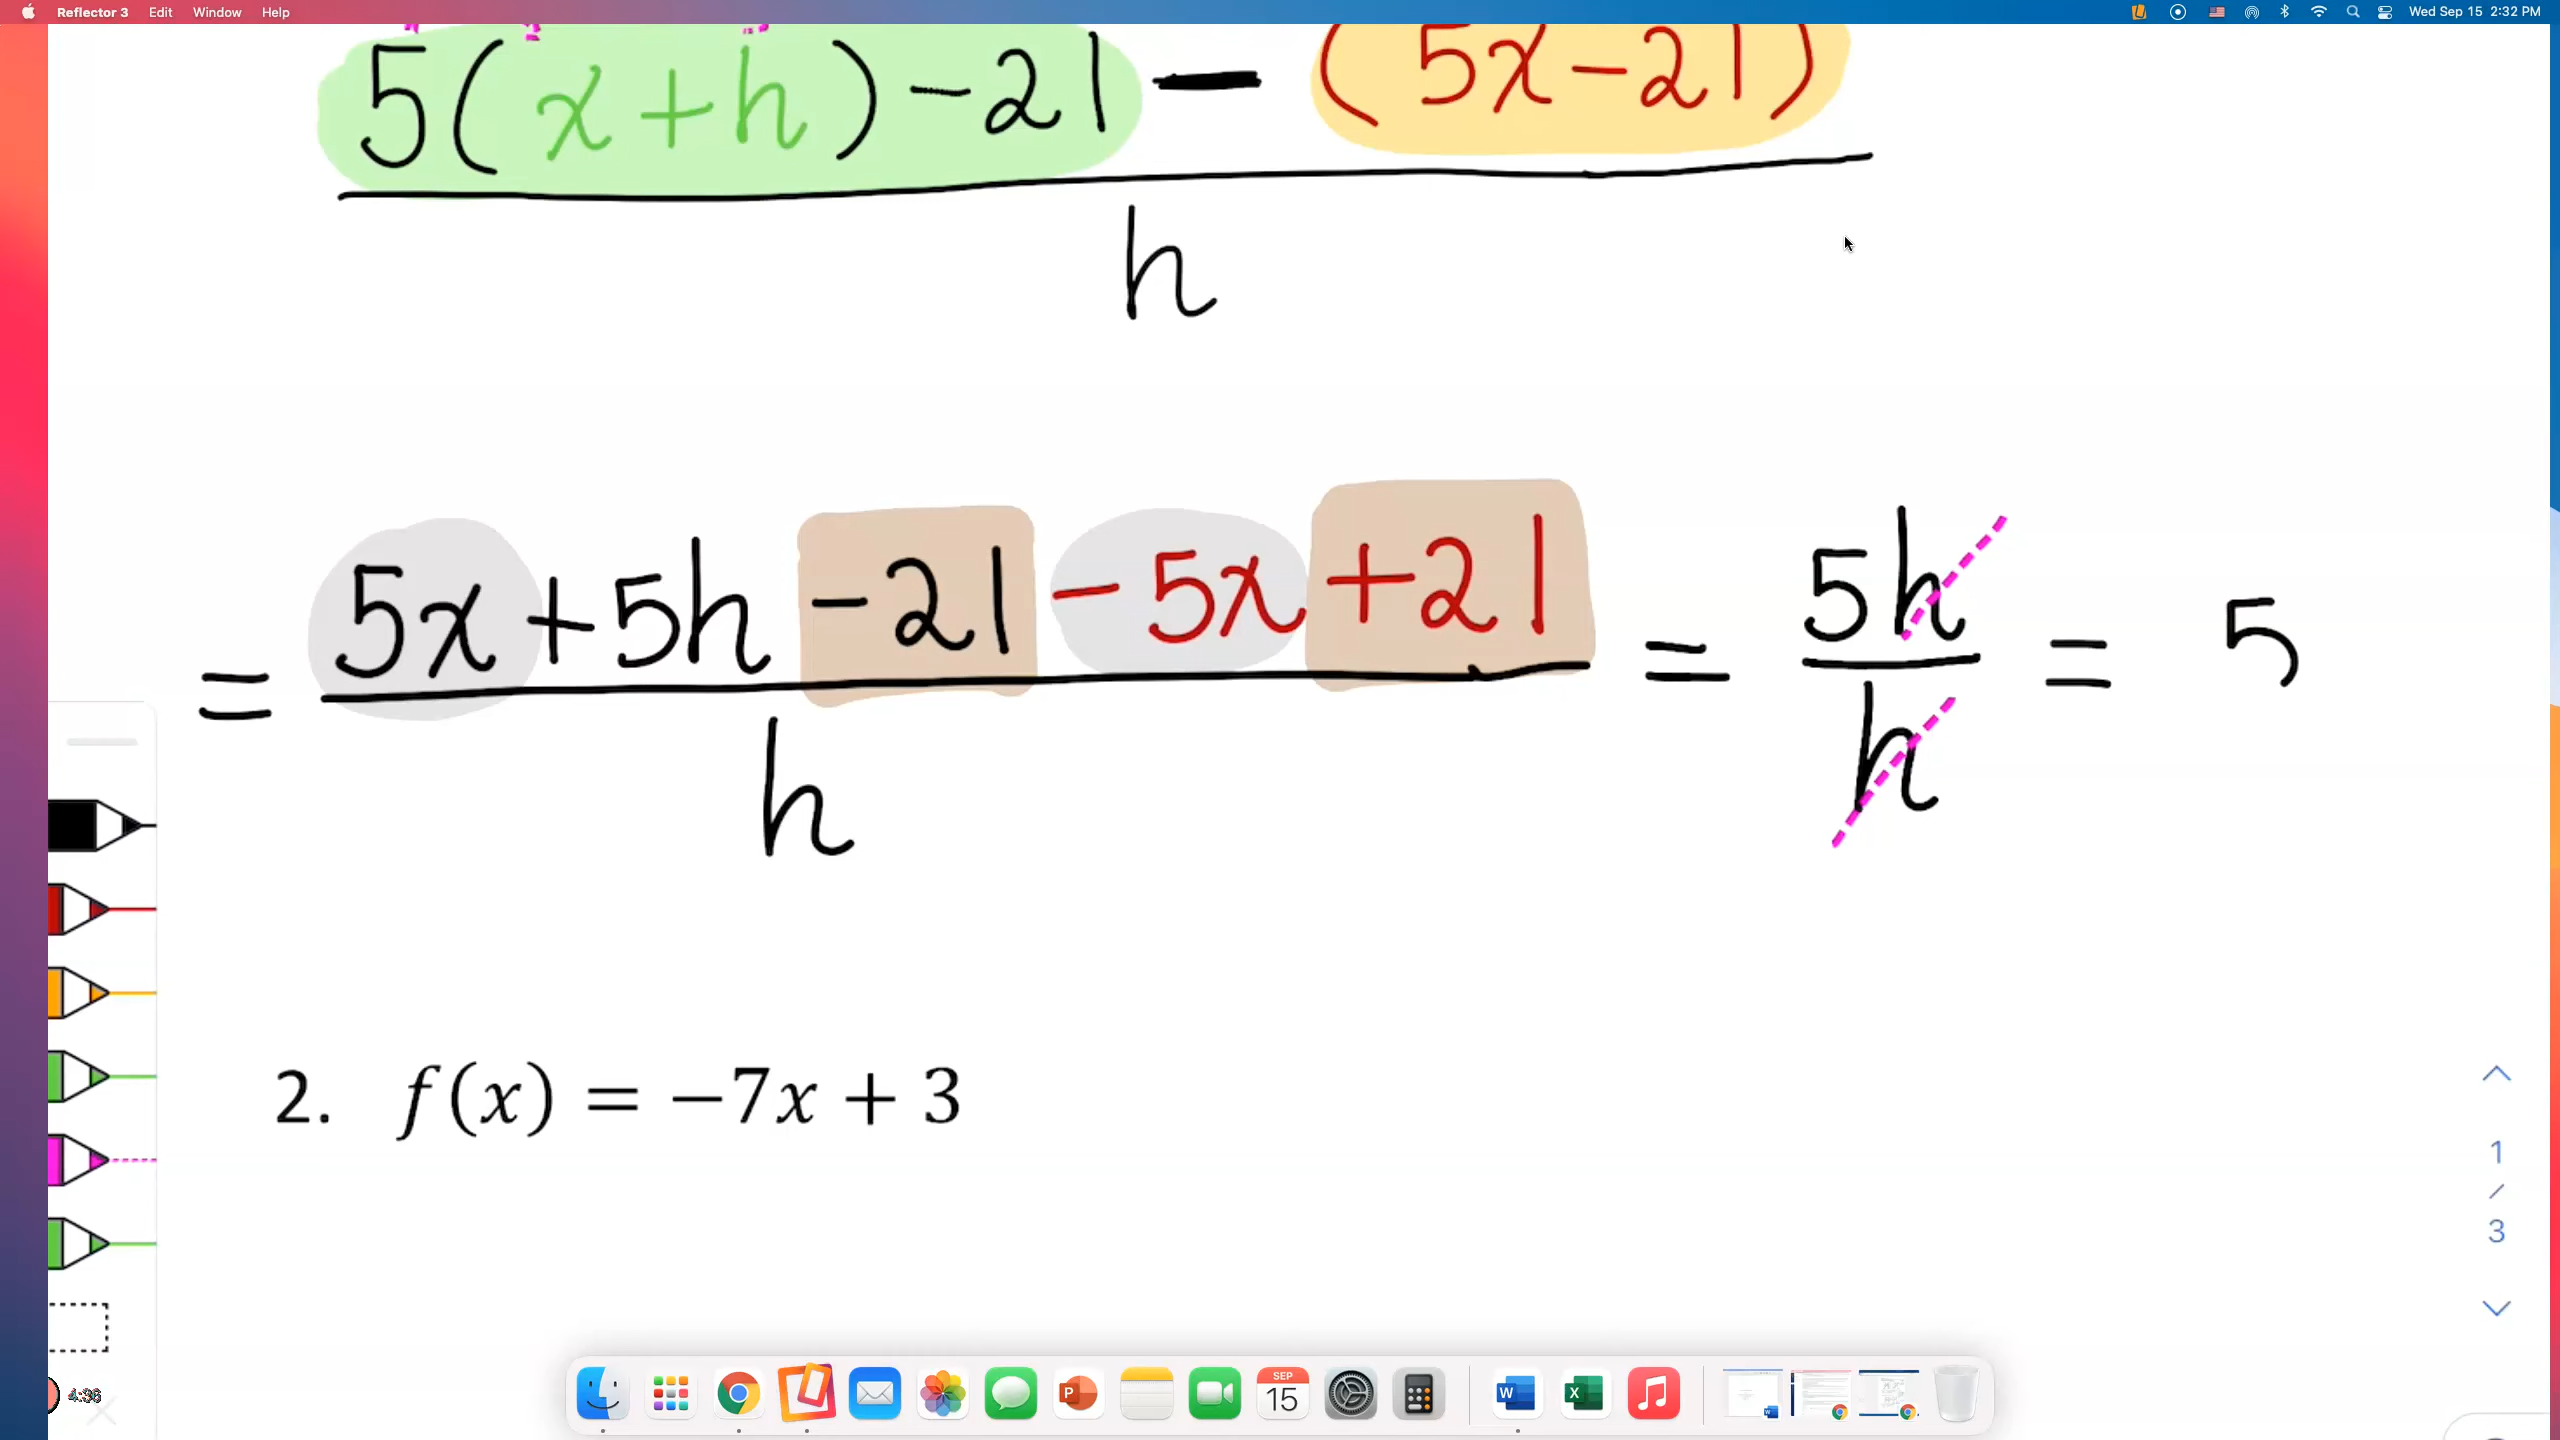 Reflector 3 Edit Window Help Wed Sep 15 2:32 PM
5(x+h)-21-(5x-21)
h
= 5x+5h-21-5x+21 = 5h = 5
h h
2. f(x) = −7x + 3
1
/
3
4:36
SEP
15
P
W
X